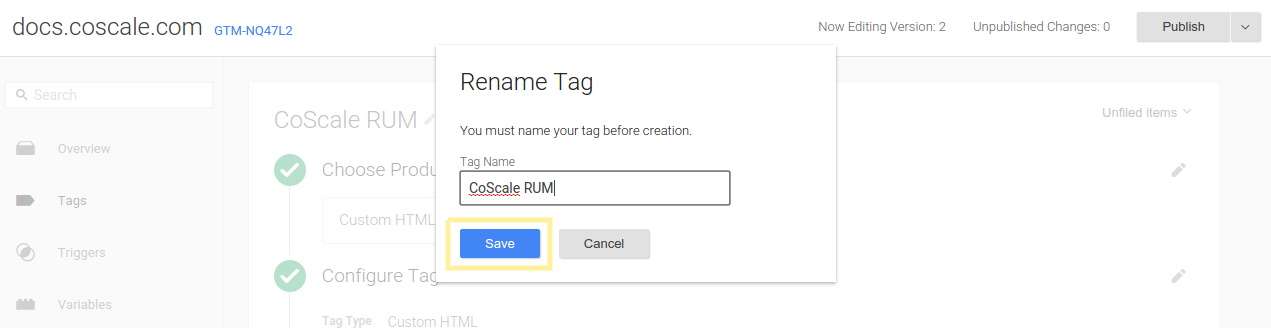 docs.coscale.com GTM-NQ47L2 Now Editing Version: 2 Unpublished Changes: 0 Publish
Search
Overview
Tags
Triggers
Variables
CoScale RUM
Unfiled items
Choose Produ
Custom HTML
Configure Tag
Tag Type Custom HTML
Rename Tag
You must name your tag before creation.
Tag Name
CoScale RUM
Save Cancel